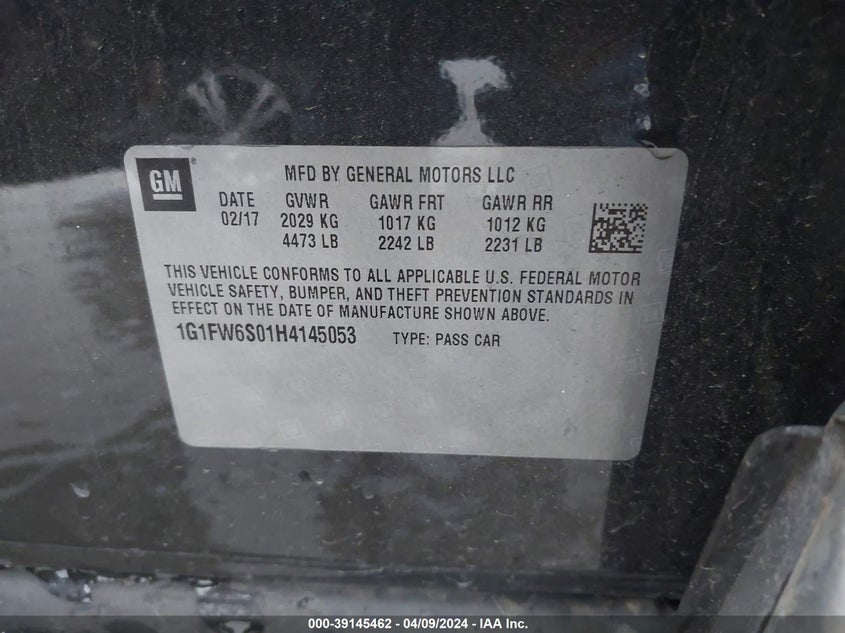 GM ® MFD BY GENERAL MOTORS LLC
DATE GVWR GAWR FRT GAWR RR
02/17 2029 KG 1017 KG 1012 KG
4473 LB 2242 LB 2231 LB
THIS VEHICLE CONFORMS TO ALL APPLICABLE U.S. FEDERAL MOTOR
VEHICLE SAFETY, BUMPER, AND THEFT PREVENTION STANDARDS IN
EFFECT ON THE DATE OF MANUFACTURE SHOWN ABOVE.
1G1FW6S01H4145053 TYPE: PASS CAR
000-39145462 - 04/09/2024 - IAA Inc.